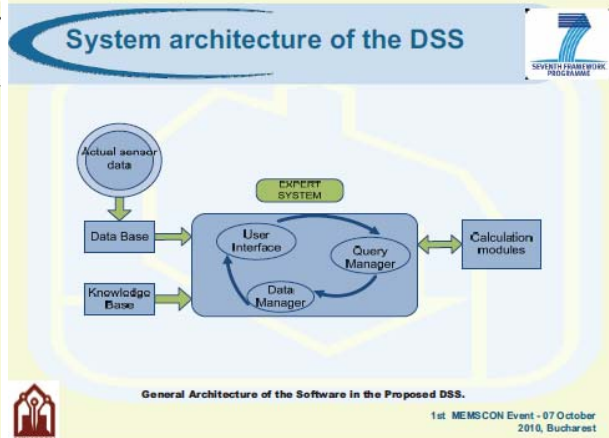 System architecture of the DSS
SEVENTH FRAMEWORK
PROGRAMME
Actual sensor
data
EXPERT
SYSTEM
Data Base
User
Interface
Query
Manager
Calculation
modules
Data
Manager
Knowledge
Base
General Architecture of the Software in the Proposed DSS.
1st MEMSCON Event - 07 October
2010, Bucharest